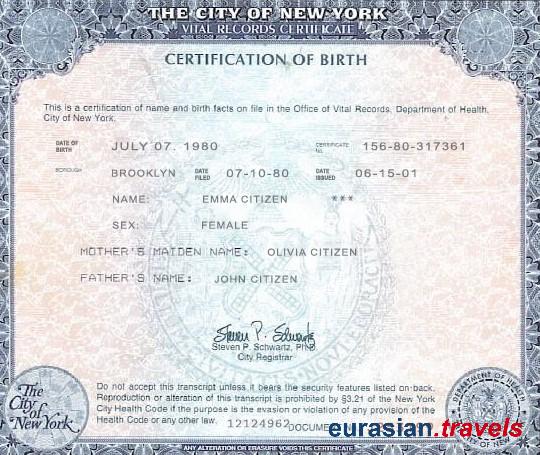 THE CITY OF NEW YORK
VITAL RECORDS CERTIFICATE
CERTIFICATION OF BIRTH
This is a certification of name and birth facts on file in the Office of Vital Records, Department of Health,
City of New York.
DATE OF BIRTH JULY 07. 1980 CERTIFICATE No. 156-80-317361
BOROUGH BROOKLYN DATE FILED 07-10-80 DATE ISSUED 06-15-01
NAME: EMMA CITIZEN ***
SEX: FEMALE
MOTHER'S MAIDEN NAME: OLIVIA CITIZEN
FATHER'S NAME: JOHN CITIZEN
Steven P. Schwartz
Steven P. Schwartz, Ph.D.
City Registrar
The City of New York
Do not accept this transcript unless it bears the security features listed on back.
Reproduction or alteration of this transcript is prohibited by §3.21 of the New York
City Health Code if the purpose is the evasion or violation of any provision of the
Health Code or any other law. 12124962 DOCUME
DEPARTMENT OF HEALTH
CITY OF NEW
eurasian.travels
ANY ALTERATION OR ERASURE VOIDS THIS CERTIFICATE